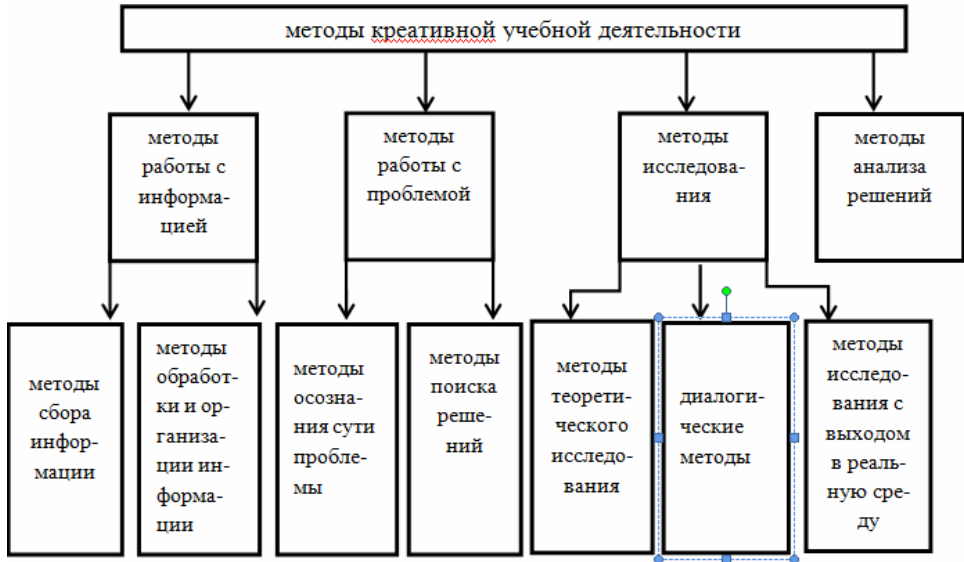 методы креативной учебной деятельности
методы
работы с
информа-
цией
методы
работы с
проблемой
методы
исследова-
ния
методы
анализа
решений
методы
сбора
инфор-
мации
методы
обработ-
ки и ор-
ганиза-
ции ин-
форма-
ции
методы
осозна-
ния сути
пробле-
мы
методы
поиска
реше-
ний
методы
теорети-
ческого
исследо-
вания
диалоги-
ческие
методы
методы
исследо-
вания с
выходом
в реаль-
ную сре-
ду